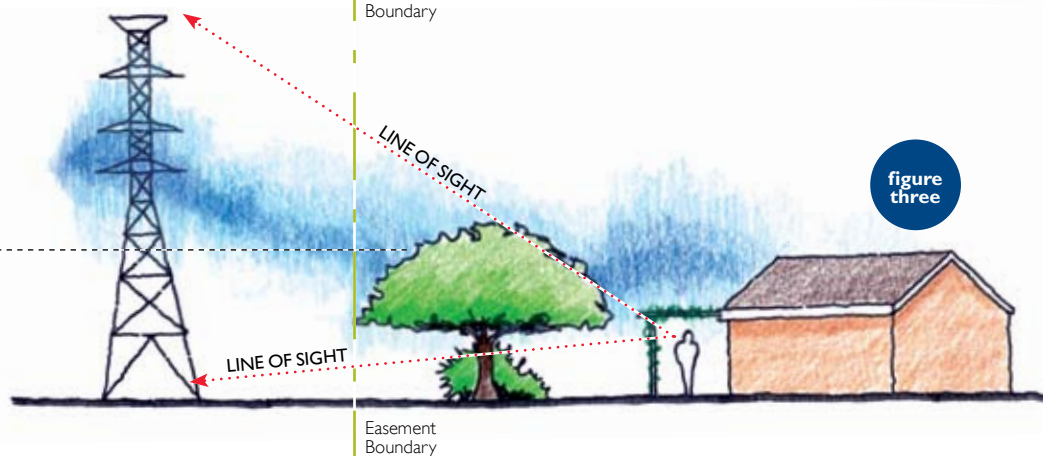 Boundary
LINE OF SIGHT
figure
three
LINE OF SIGHT
Easement
Boundary